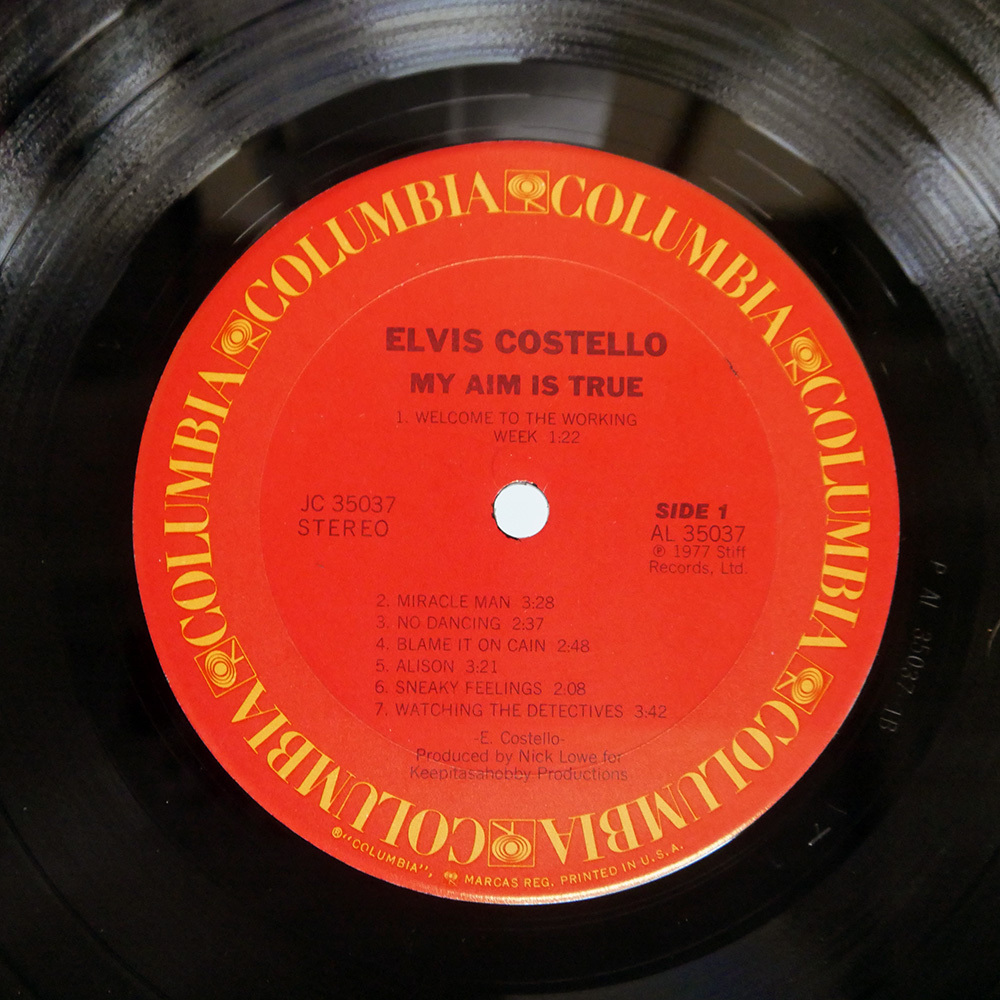 COLUMBIA COLUMBIA COLUMBIA COLUMBIA COLUMBIA COLUMBIA
ELVIS COSTELLO
MY AIM IS TRUE
1. WELCOME TO THE WORKING
WEEK 1:22
JC 35037
STEREO
SIDE 1
AL 35037
℗ 1977 Stiff
Records, Ltd.
2. MIRACLE MAN 3:28
3. NO DANCING 2:37
4. BLAME IT ON CAIN 2:48
5. ALISON 3:21
6. SNEAKY FEELINGS 2:08
7. WATCHING THE DETECTIVES 3:42
-E. Costello-
Produced by Nick Lowe for
Keepitasahobby Productions
®"COLUMBIA", MARCAS REG. PRINTED IN U.S.A.
P AL 35037-1B